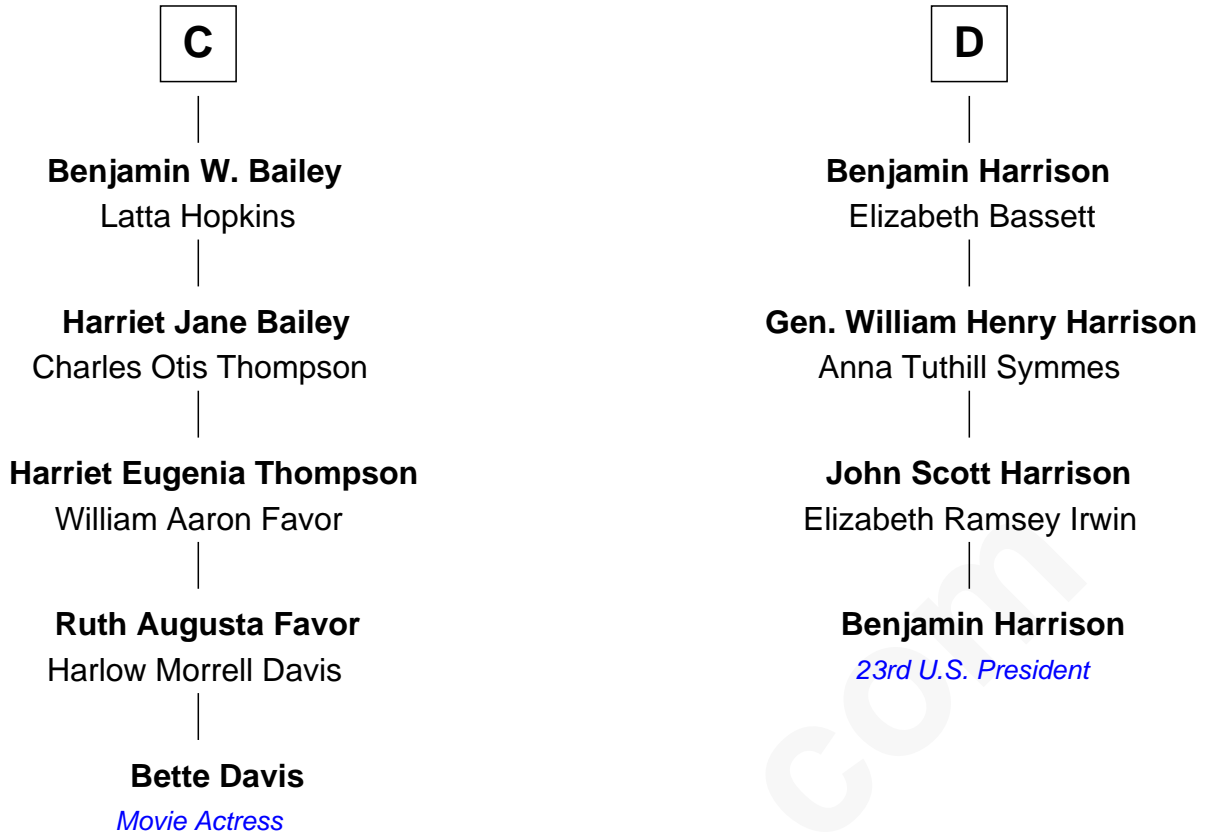 C
Benjamin W. Bailey
Latta Hopkins
Harriet Jane Bailey
Charles Otis Thompson
Harriet Eugenia Thompson
William Aaron Favor
Ruth Augusta Favor
Harlow Morrell Davis
Bette Davis
Movie Actress
D
Benjamin Harrison
Elizabeth Bassett
Gen. William Henry Harrison
Anna Tuthill Symmes
John Scott Harrison
Elizabeth Ramsey Irwin
Benjamin Harrison
23rd U.S. President
com